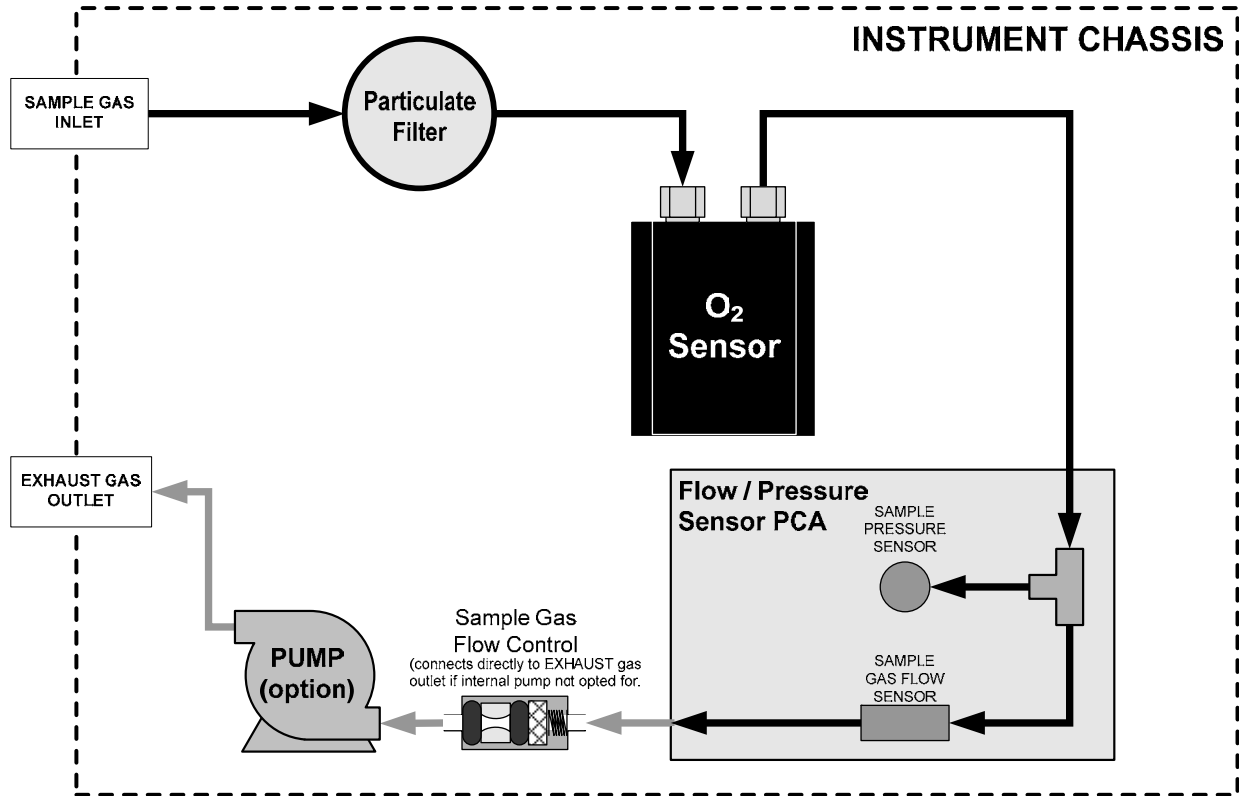 INSTRUMENT CHASSIS
SAMPLE GAS
INLET
Particulate
Filter
O₂
Sensor
EXHAUST GAS
OUTLET
Flow / Pressure
Sensor PCA
SAMPLE
PRESSURE
SENSOR
Sample Gas
Flow Control
(connects directly to EXHAUST gas
outlet if internal pump not opted for.
PUMP
(option)
SAMPLE
GAS FLOW
SENSOR